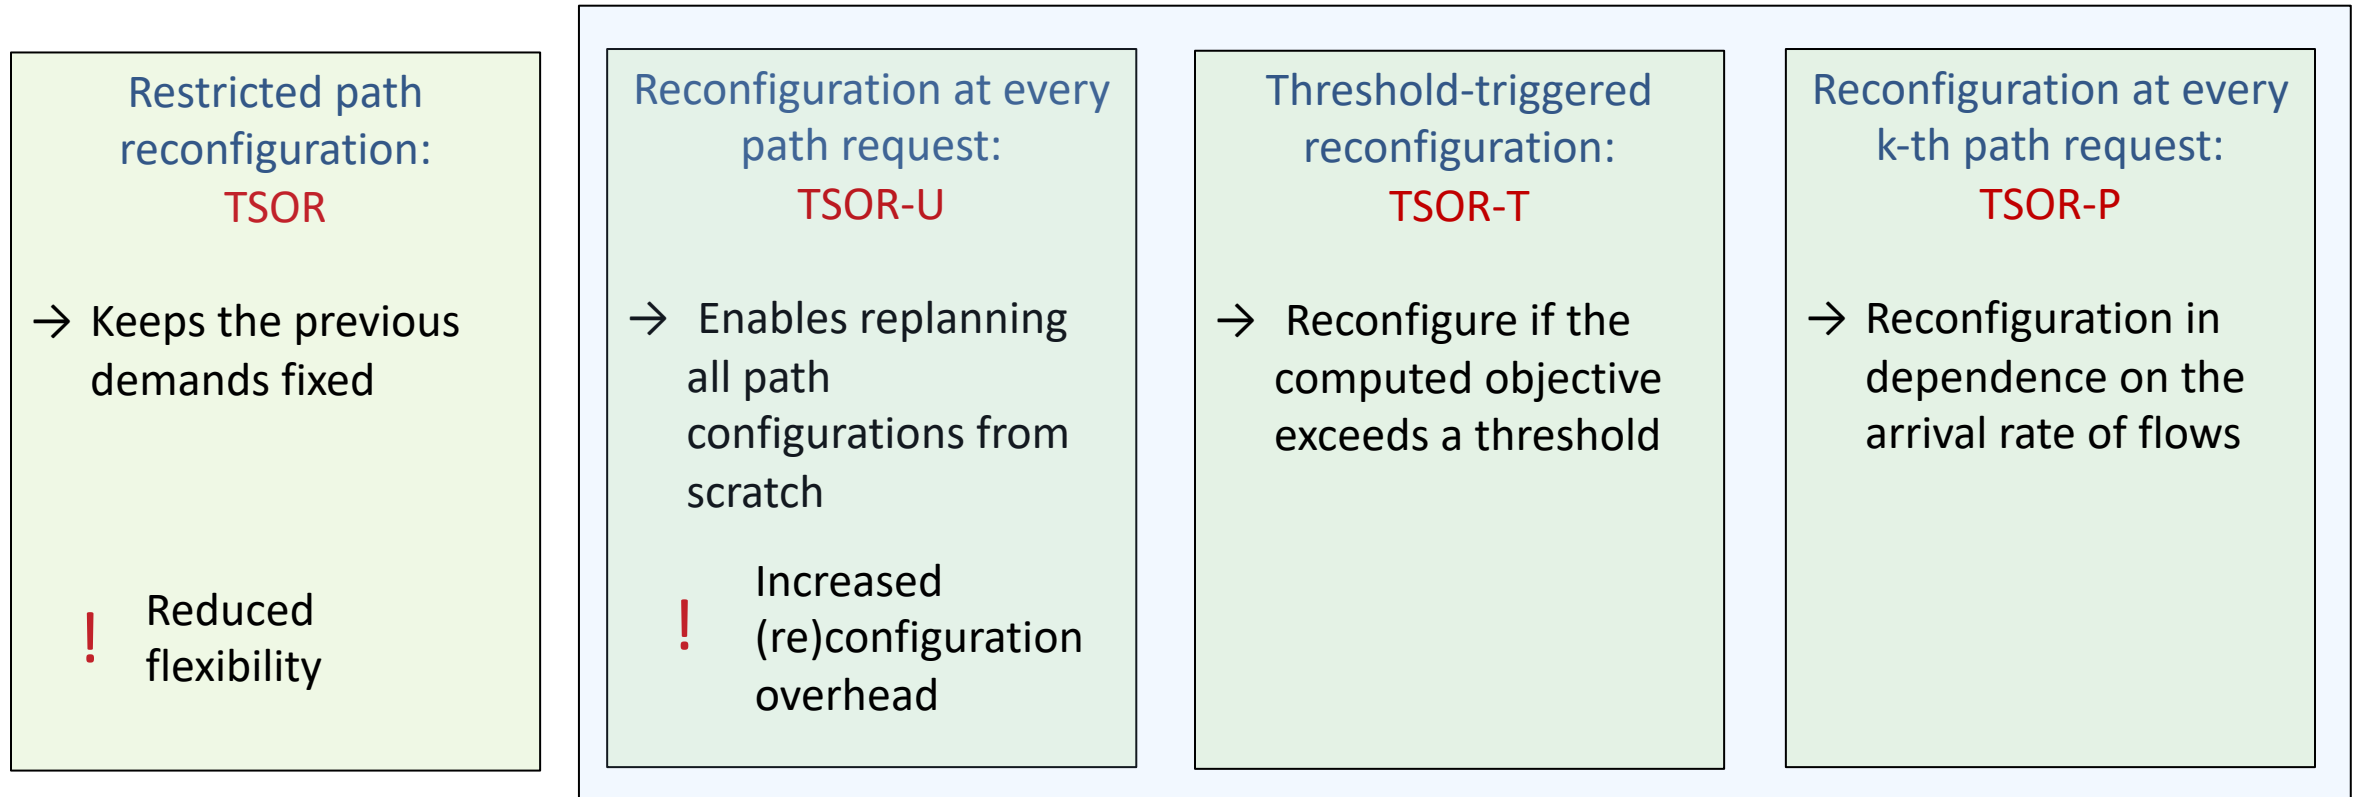 Restricted path
reconfiguration:
TSOR
→ Keeps the previous
demands fixed
! Reduced
flexibility
Reconfiguration at every
path request:
TSOR-U
→ Enables replanning
all path
configurations from
scratch
! Increased
(re)configuration
overhead
Threshold-triggered
reconfiguration:
TSOR-T
→ Reconfigure if the
computed objective
exceeds a threshold
Reconfiguration at every
k-th path request:
TSOR-P
→ Reconfiguration in
dependence on the
arrival rate of flows